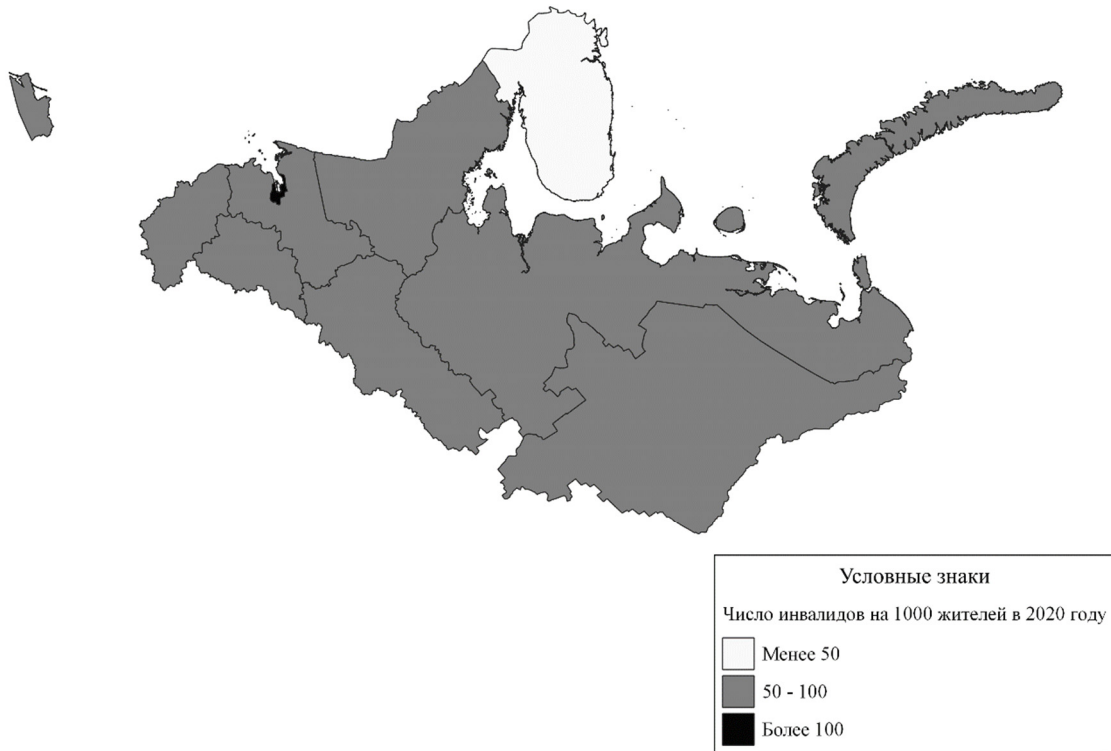 Условные знаки
Число инвалидов на 1000 жителей в 2020 году
Менее 50
50 - 100
Более 100